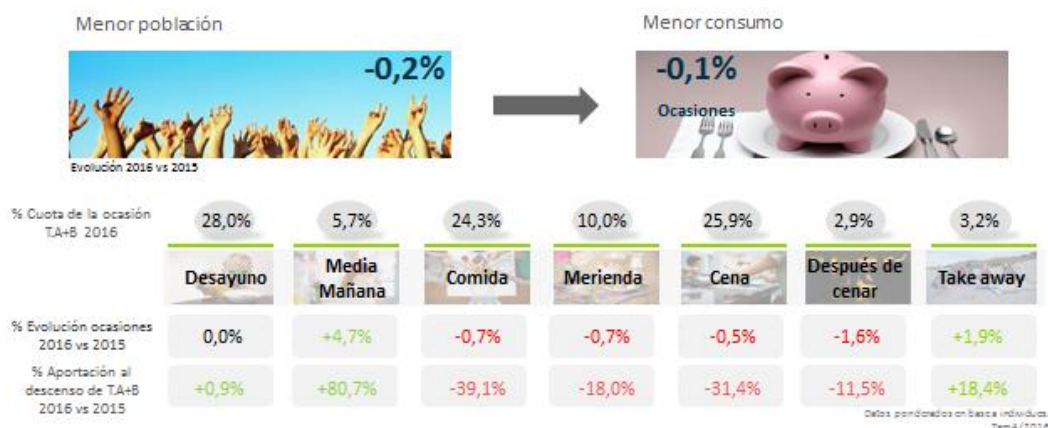 Menor población
Menor consumo
-0,2%
-0,1%
Ocasiones
Evolución 2016 vs 2015
% Cuota de la ocasión
T.A+B 2016
28,0%
5,7%
24,3%
10,0%
25,9%
2,9%
3,2%
Desayuno
Media
Mañana
Comida
Merienda
Cena
Después de
cenar
Take away
% Evolución ocasiones
2016 vs 2015
0,0%
+4,7%
-0,7%
-0,7%
-0,5%
-1,6%
+1,9%
% Aportación al
descenso de T.A+B
2016 vs 2015
+0,9%
+80,7%
-39,1%
-18,0%
-31,4%
-11,5%
+18,4%
Datos ponderados en base a individuos.
Tam4/2016